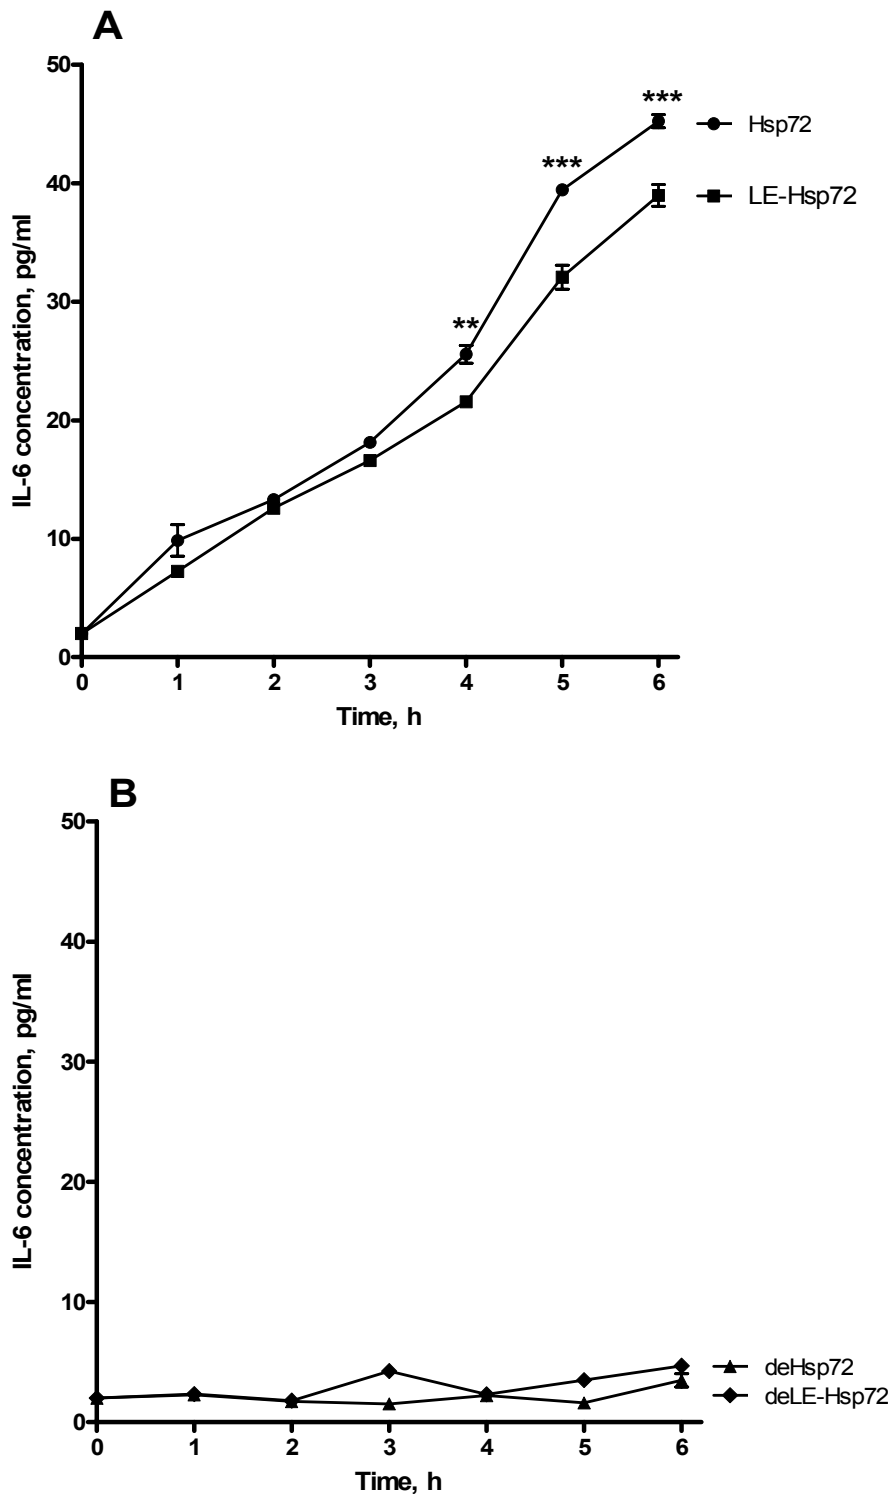 A
50
40
30
20
10
0
IL-6 concentration, pg/ml
**
***
***
Hsp72
LE-Hsp72
0 1 2 3 4 5 6
Time, h
B
50
40
30
20
10
0
IL-6 concentration, pg/ml
deHsp72
deLE-Hsp72
0 1 2 3 4 5 6
Time, h